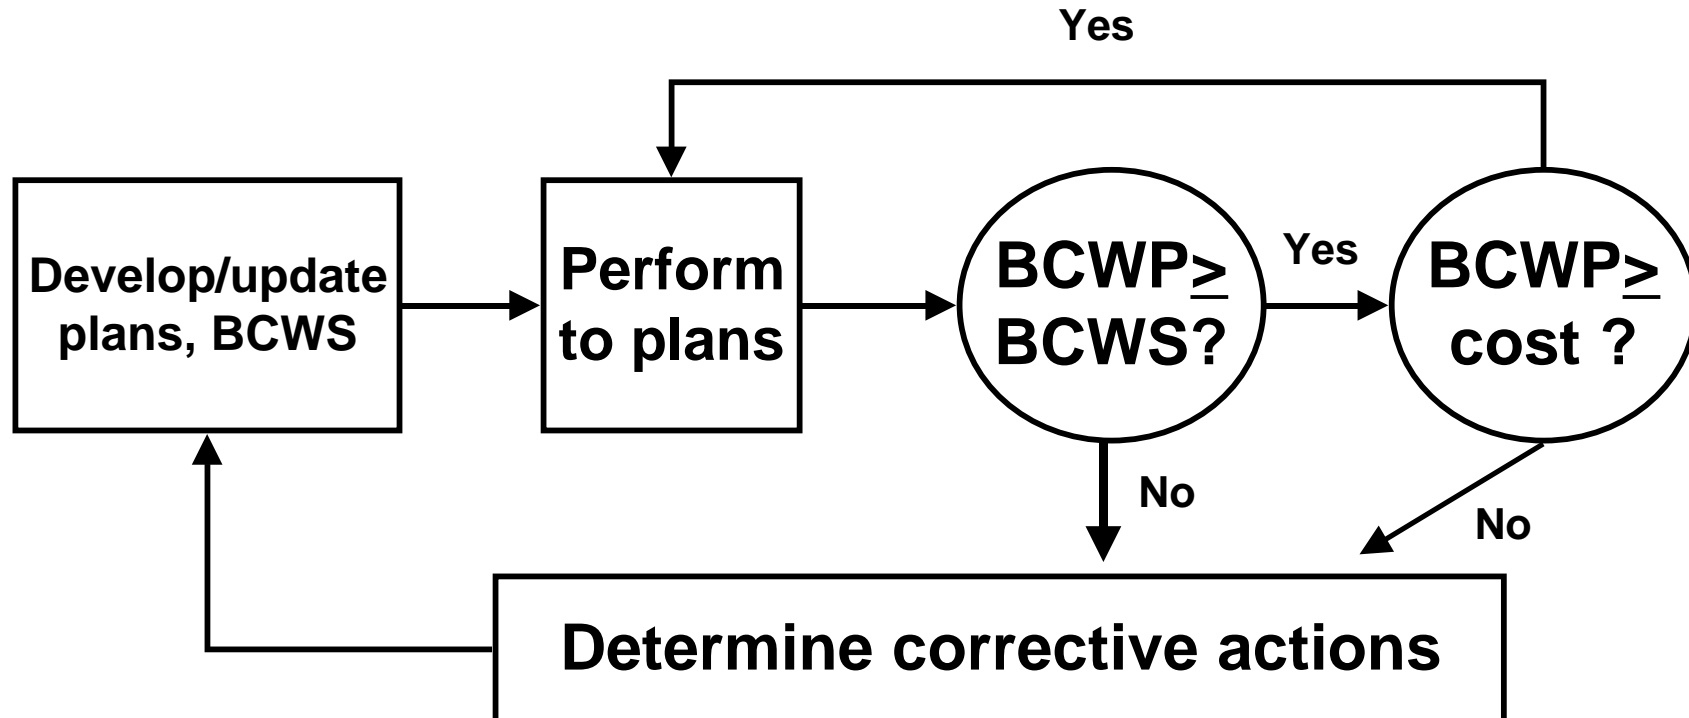 Yes
Develop/update
plans, BCWS
Perform
to plans
BCWP≥
BCWS?
Yes
BCWP≥
cost ?
No
No
Determine corrective actions